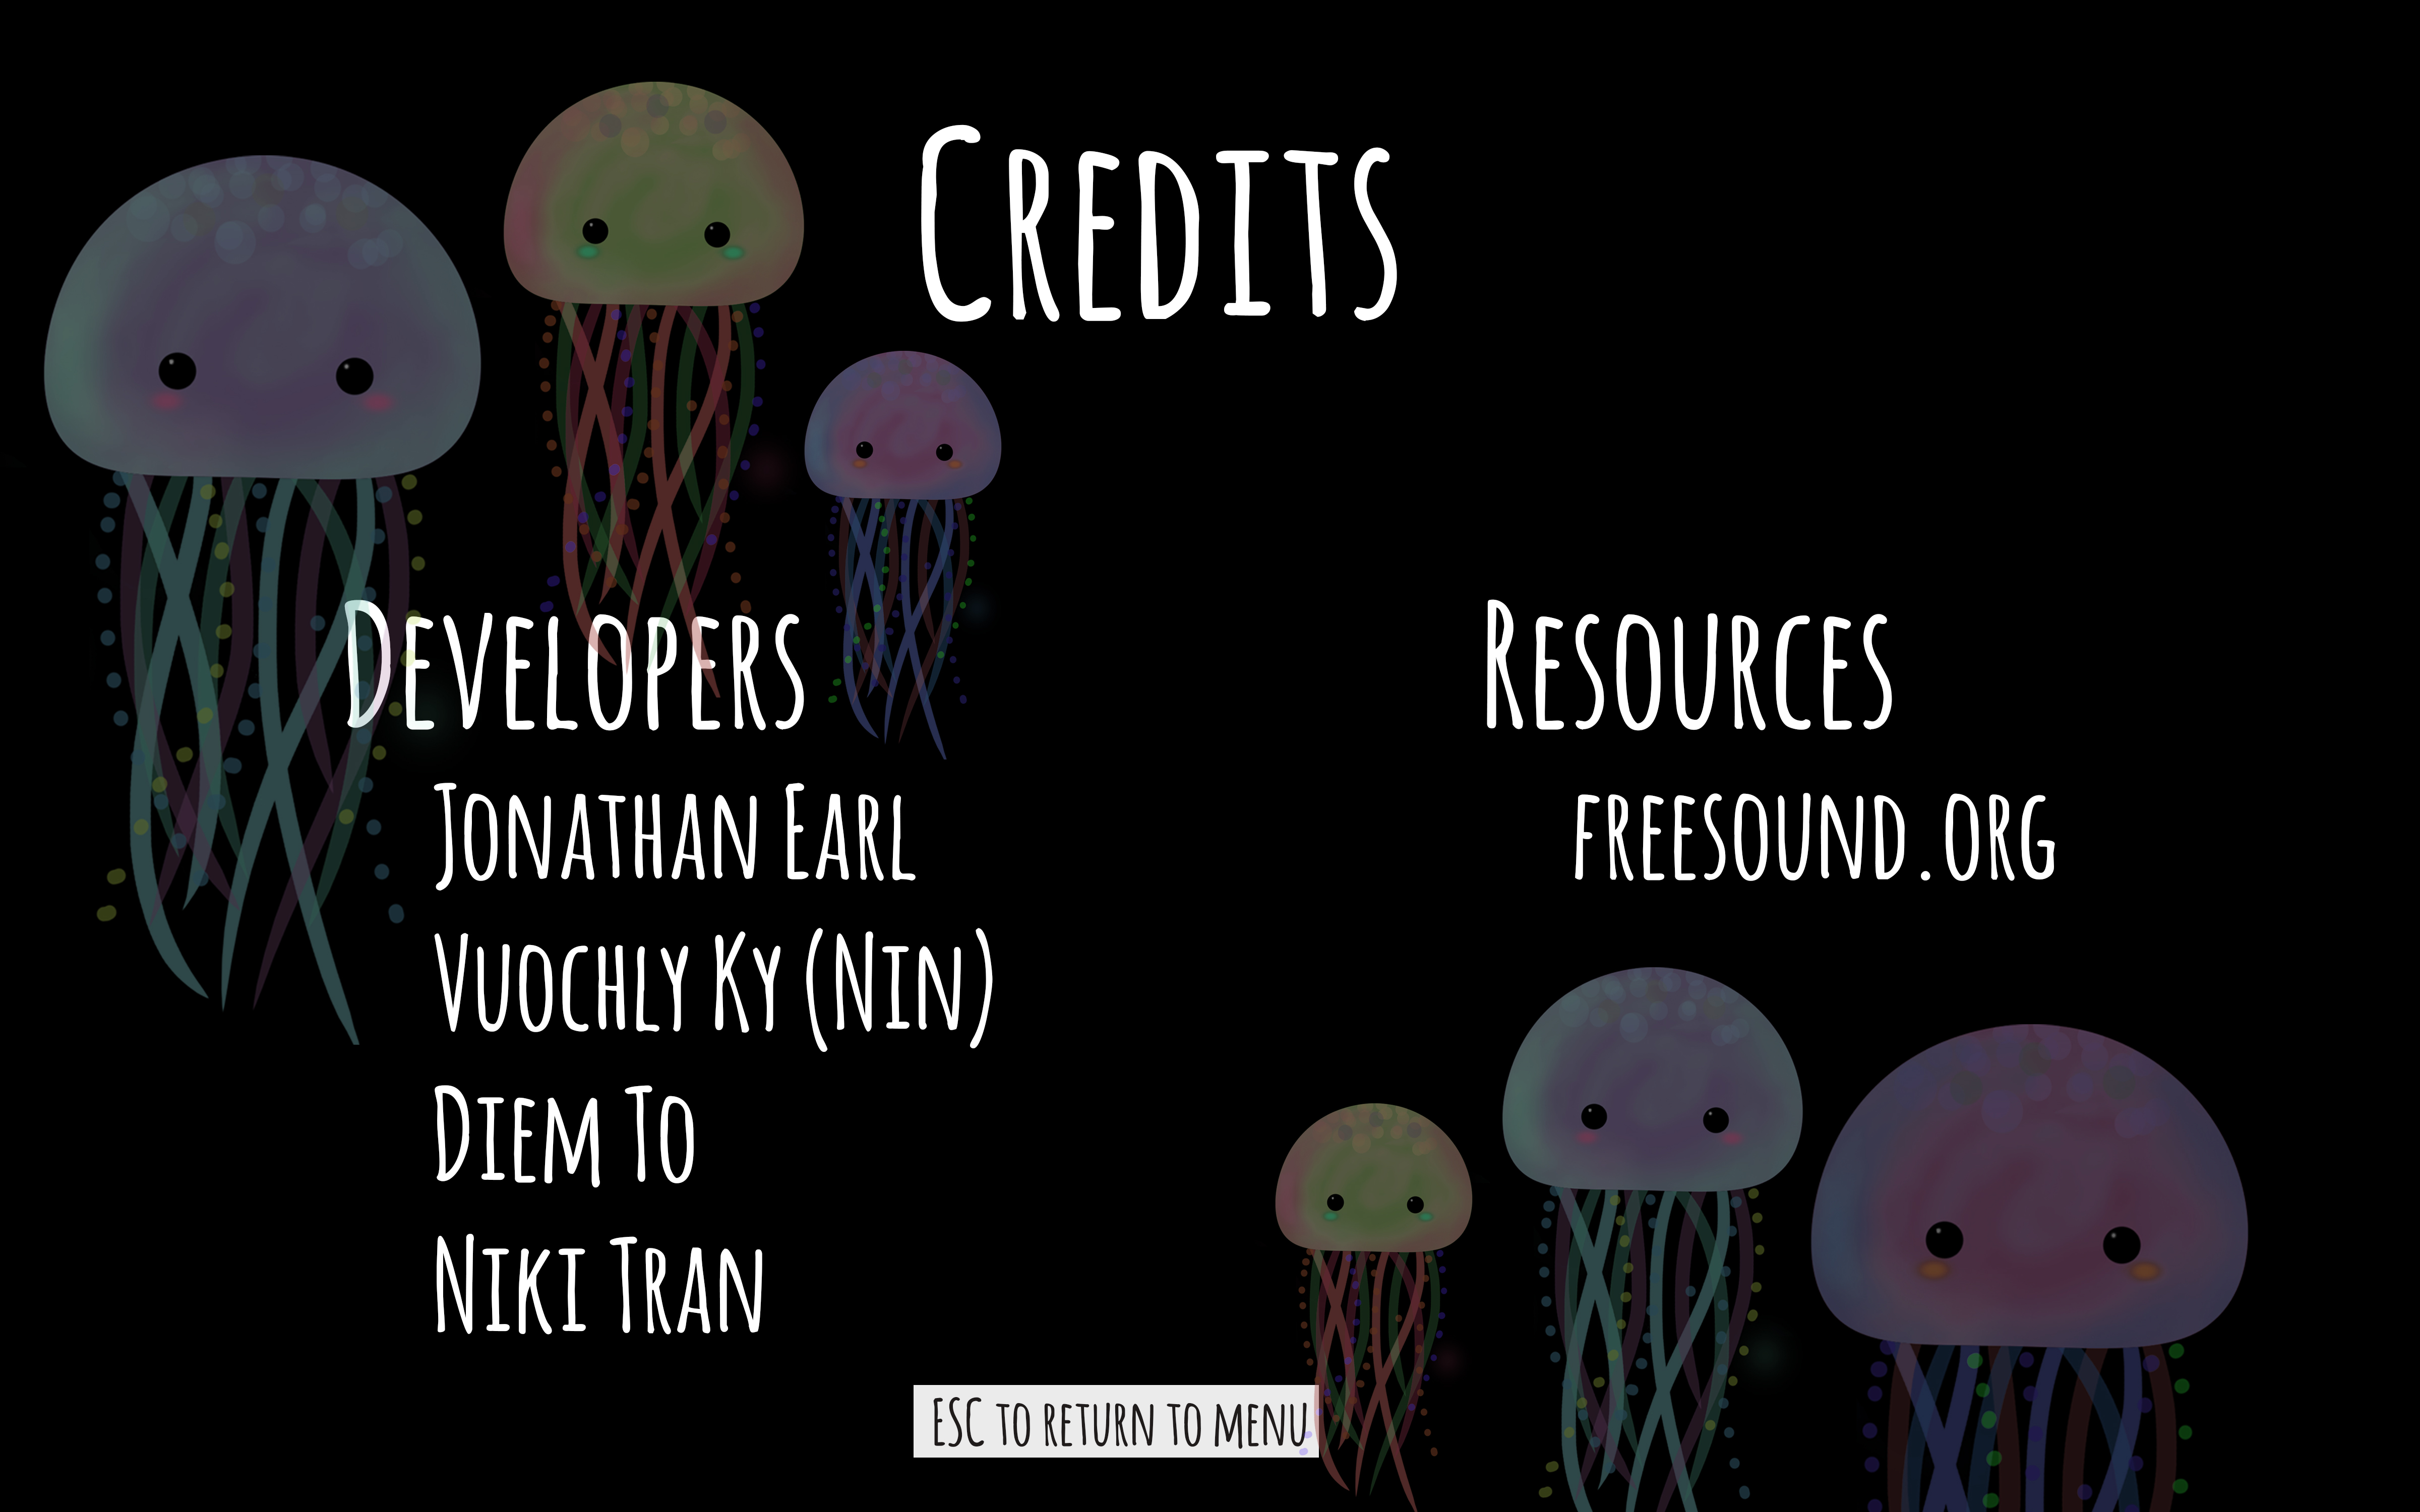 Credits
Developers
Jonathan Earl
Vuochly Ky (Nin)
Diem To
Niki Tran
Resources
freesound.org
ESC to return to menu